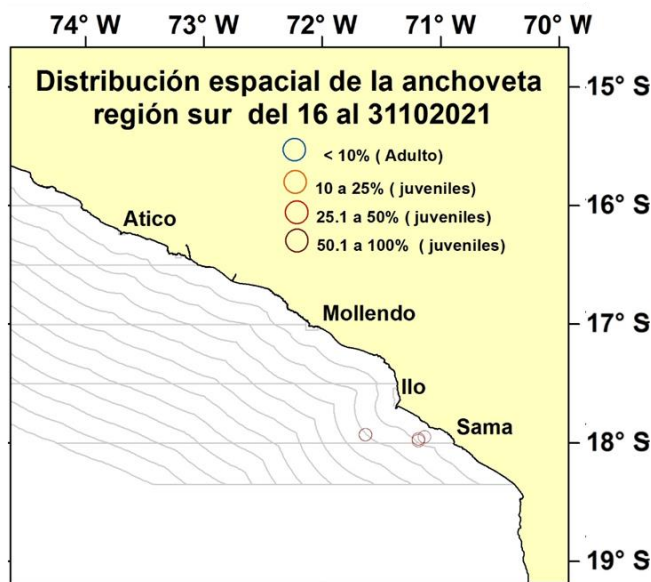 74° W 73° W 72° W 71° W 70° W
Distribución espacial de la anchoveta
región sur del 16 al 31102021
< 10% ( Adulto)
10 a 25% ( juveniles)
25.1 a 50% ( juveniles)
50.1 a 100% ( juveniles)
15° S
16° S
Atico
Mollendo
17° S
Ilo
Sama
18° S
19° S